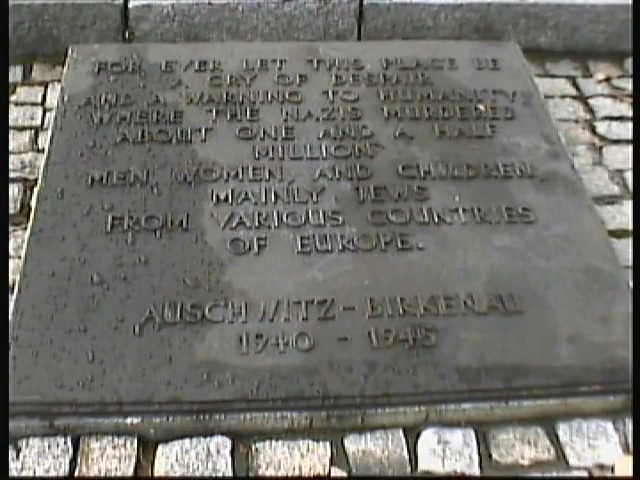 FOR EVER LET THIS PLACE BE
A CRY OF DESPAIR
AND A WARNING TO HUMANITY,
WHERE THE NAZIS MURDERED
ABOUT ONE AND A HALF
MILLION
MEN, WOMEN, AND CHILDREN,
MAINLY JEWS
FROM VARIOUS COUNTRIES
OF EUROPE.
AUSCHWITZ - BIRKENAU
1940 - 1945